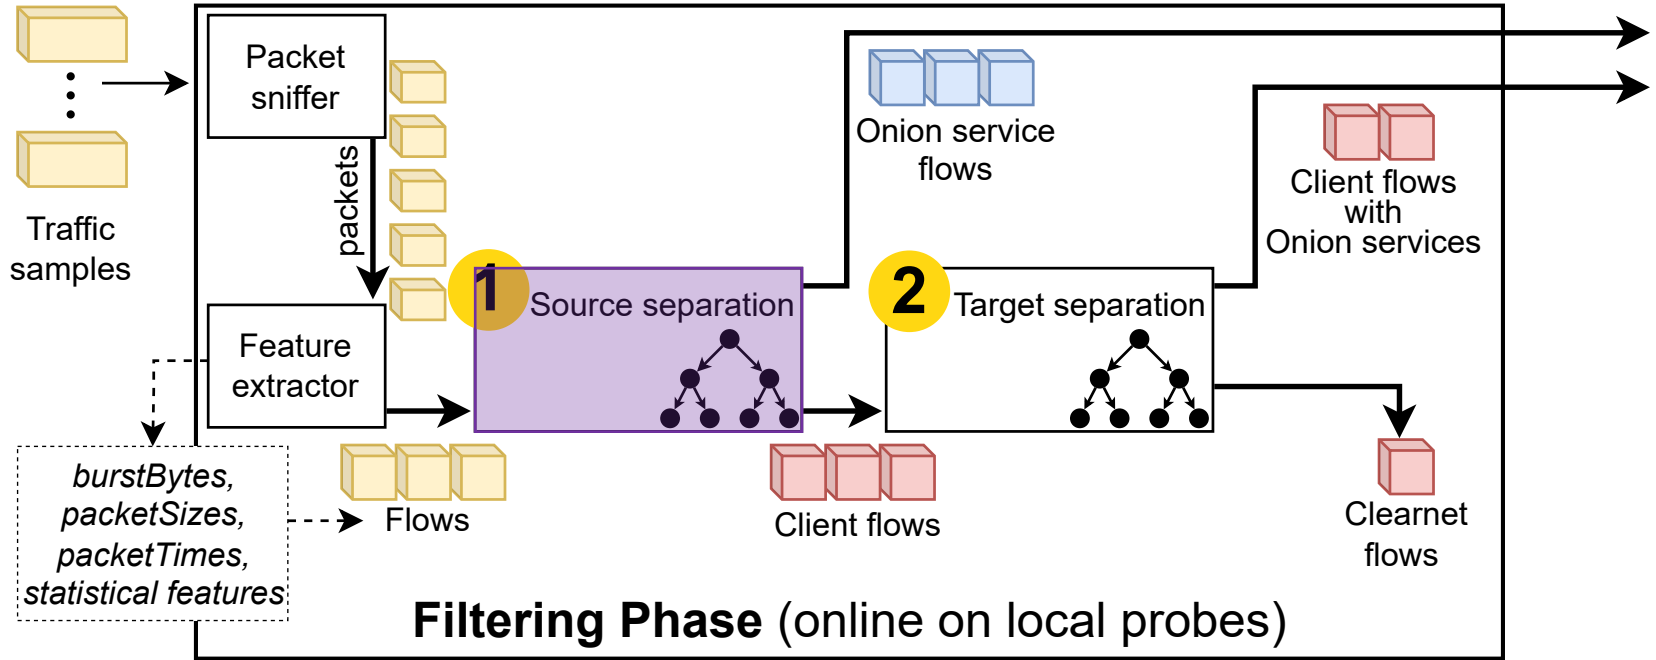 Traffic
samples
Packet
sniffer
packets
Feature
extractor
burstBytes,
packetSizes,
packetTimes,
statistical features
Flows
1
Source separation
Onion service
flows
Client flows
2
Target separation
Client flows
with
Onion services
Clearnet
flows
Filtering Phase (online on local probes)